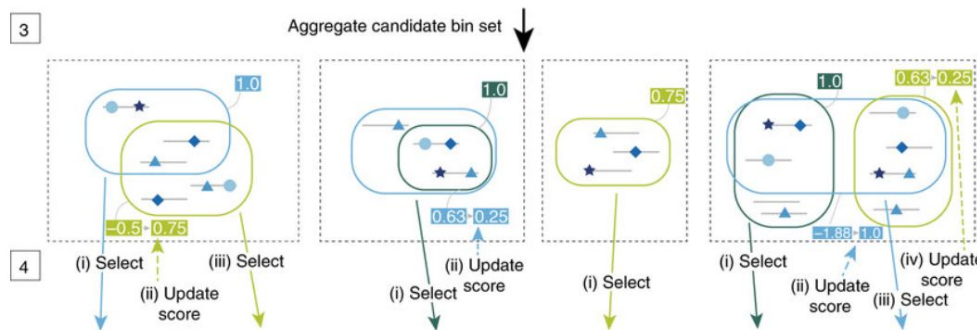 3
Aggregate candidate bin set
1.0
–0.5 0.75
(i) Select
(iii) Select
(ii) Update
score
1.0
0.63 0.25
(ii) Update
score
(i) Select
0.75
(i) Select
1.0
0.63 0.25
–1.88 1.0
(i) Select
(ii) Update
score
(iii) Select
(iv) Update
score
4